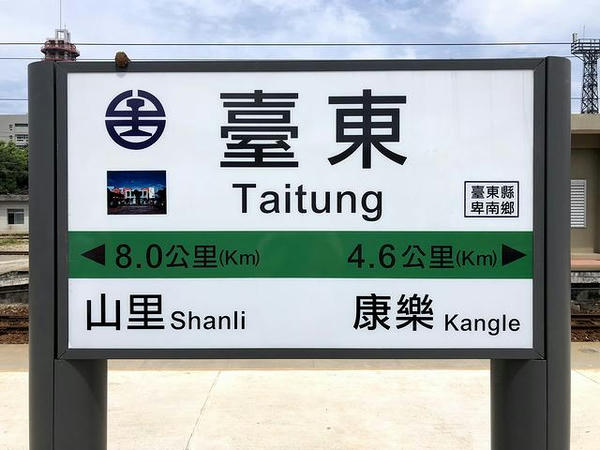 臺東
Taitung
臺東縣
卑南鄉
8.0公里(Km)
4.6公里(Km)
山里 Shanli
康樂 Kangle